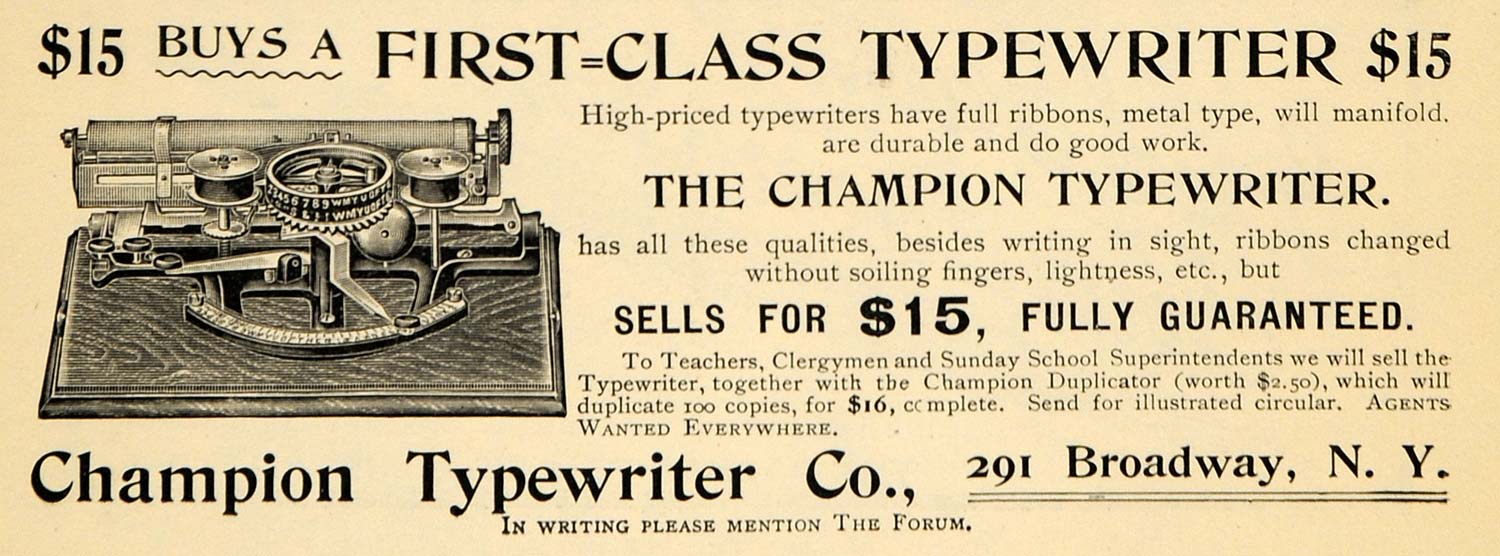 $15 BUYS A FIRST=CLASS TYPEWRITER $15
High-priced typewriters have full ribbons, metal type, will manifold.
are durable and do good work.
THE CHAMPION TYPEWRITER.
has all these qualities, besides writing in sight, ribbons changed
without soiling fingers, lightness, etc., but
SELLS FOR $15, FULLY GUARANTEED.
To Teachers, Clergymen and Sunday School Superintendents we will sell the
Typewriter, together with the Champion Duplicator (worth $2.50), which will
duplicate 100 copies, for $16, complete. Send for illustrated circular. AGENTS
WANTED EVERYWHERE.
Champion Typewriter Co., 291 Broadway, N. Y.
IN WRITING PLEASE MENTION THE FORUM.